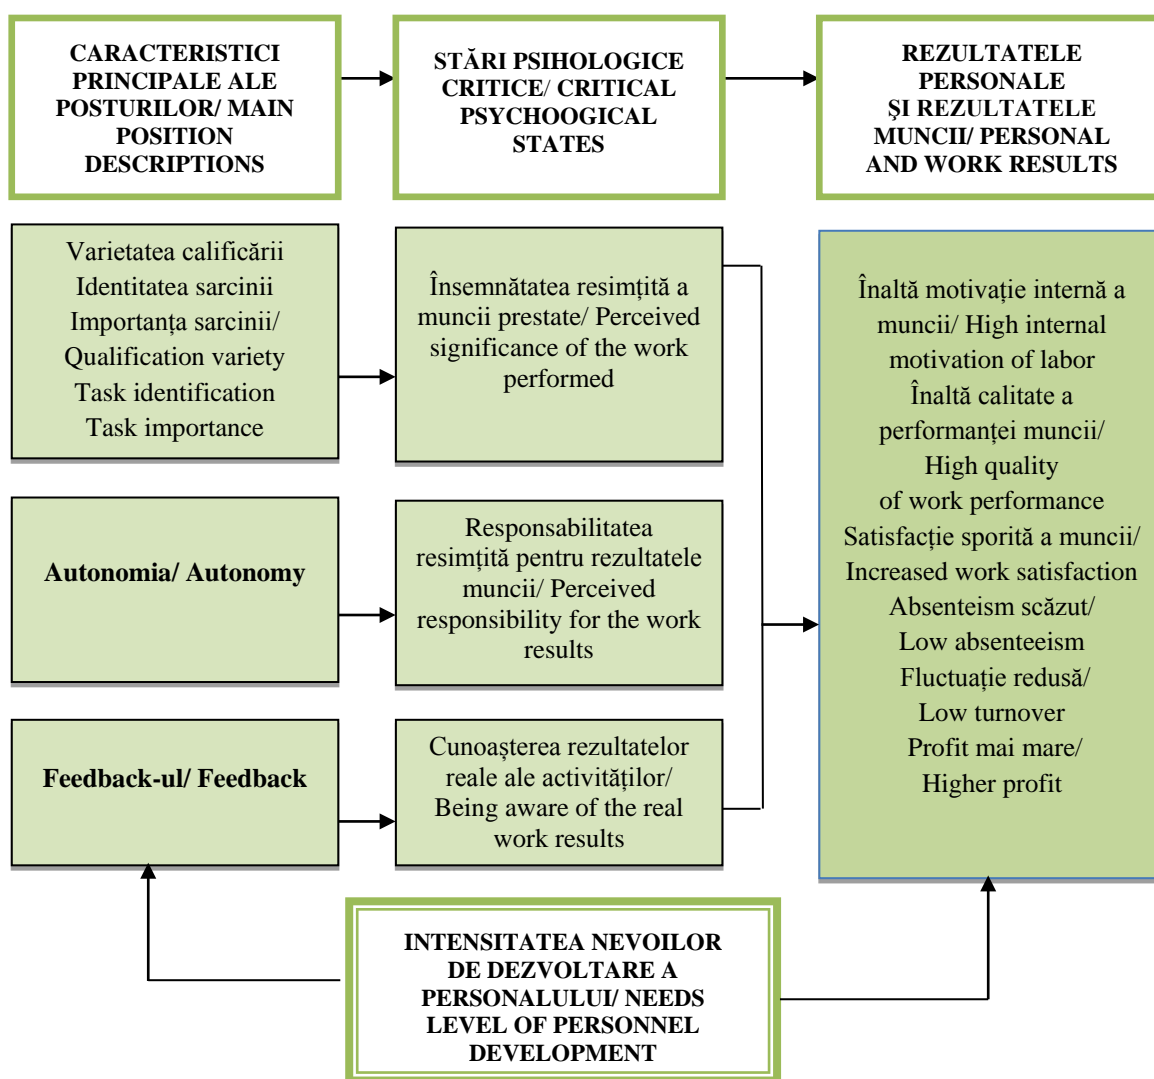 CARACTERISTICI
PRINCIPALE ALE
POSTURILOR/ MAIN
POSITION
DESCRIPTIONS
STĂRI PSIHOLOGICE
CRITICE/ CRITICAL
PSYCHOOGICAL
STATES
REZULTATELE
PERSONALE
ŞI REZULTATELE
MUNCII/ PERSONAL
AND WORK RESULTS
Varietatea calificării
Identitatea sarcinii
Importanța sarcinii/
Qualification variety
Task identification
Task importance
Însemnătatea resimțită a
muncii prestate/ Perceived
significance of the work
performed
Înaltă motivație internă a
muncii/ High internal
motivation of labor
Înaltă calitate a
performanței muncii/
High quality
of work performance
Satisfacție sporită a muncii/
Increased work satisfaction
Absenteism scăzut/
Low absenteeism
Fluctuație redusă/
Low turnover
Profit mai mare/
Higher profit
Autonomia/ Autonomy
Responsabilitatea
resimțită pentru rezultatele
muncii/ Perceived
responsibility for the work
results
Feedback-ul/ Feedback
Cunoașterea rezultatelor
reale ale activităților/
Being aware of the real
work results
INTENSITATEA NEVOILOR
DE DEZVOLTARE A
PERSONALULUI/ NEEDS
LEVEL OF PERSONNEL
DEVELOPMENT